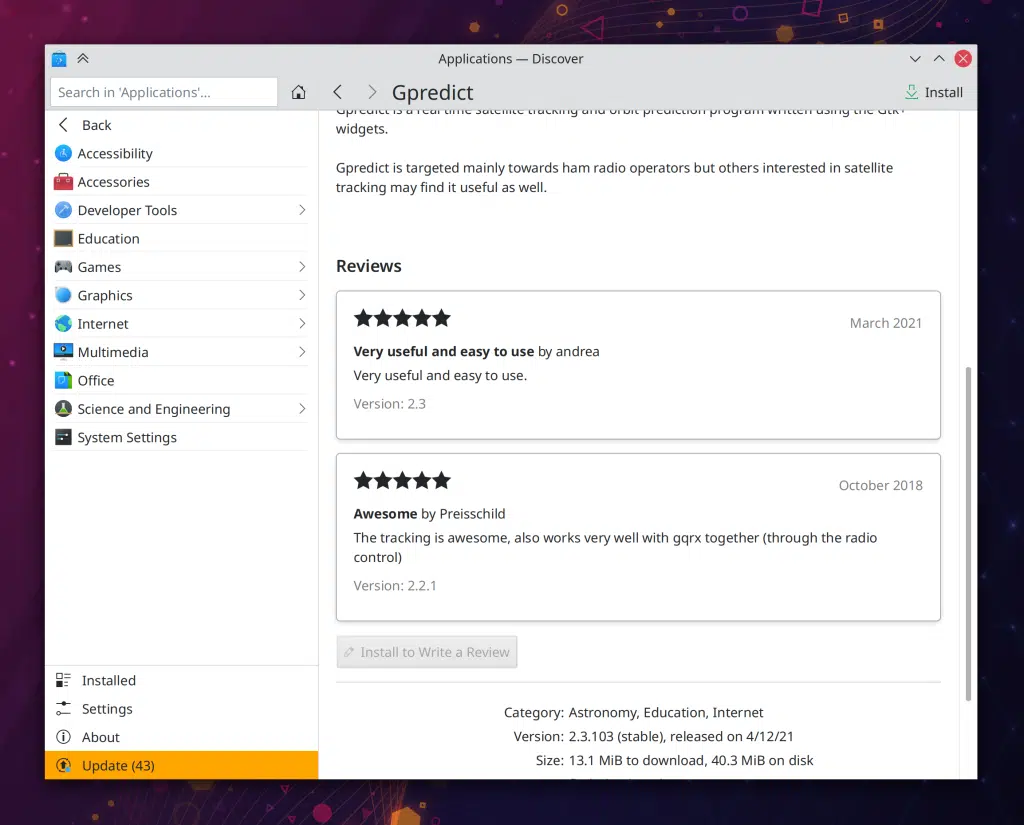 Applications — Discover
Search in 'Applications'...
Gpredict
Install
Back
Accessibility
Accessories
Developer Tools
Education
Games
Graphics
Internet
Multimedia
Office
Science and Engineering
System Settings
Installed
Settings
About
Update (43)
Gpredict is a real time satellite tracking and orbit prediction program written using the Gtk+
widgets.
Gpredict is targeted mainly towards ham radio operators but others interested in satellite
tracking may find it useful as well.
Reviews
March 2021
Very useful and easy to use by andrea
Very useful and easy to use.
Version: 2.3
October 2018
Awesome by Preisschild
The tracking is awesome, also works very well with gqrx together (through the radio
control)
Version: 2.2.1
Install to Write a Review
Category: Astronomy, Education, Internet
Version: 2.3.103 (stable), released on 4/12/21
Size: 13.1 MiB to download, 40.3 MiB on disk